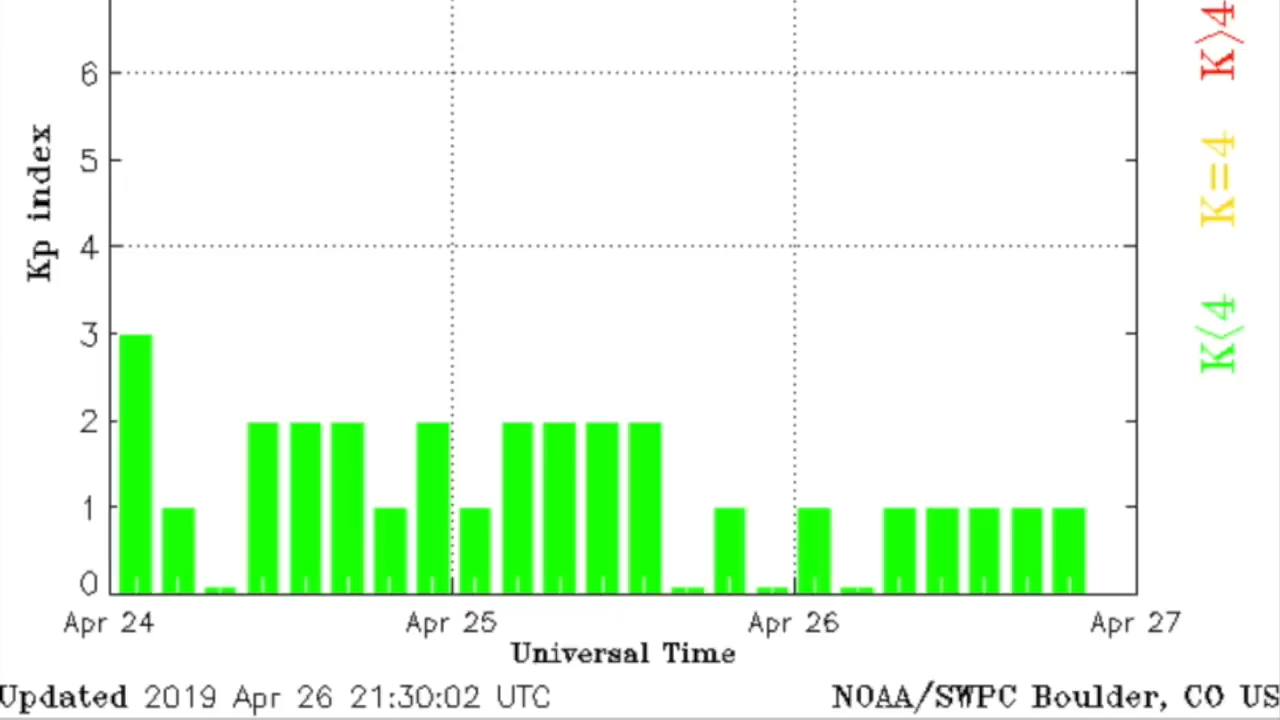 K>4
6
5
K=4
Kp index
4
3
K<4
2
1
0
Apr 24 Apr 25 Apr 26 Apr 27
Universal Time
Updated 2019 Apr 26 21:30:02 UTC NOAA/SWPC Boulder, CO US